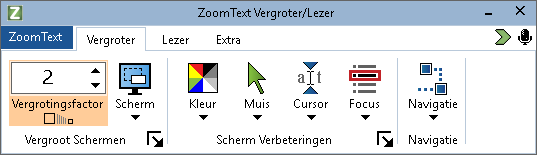 ZoomText Vergroter/Lezer
ZoomText Vergroter Lezer Extra
2
Vergrotingsfactor Scherm Kleur Muis Cursor Focus Navigatie
Vergroot Schermen Scherm Verbeteringen Navigatie